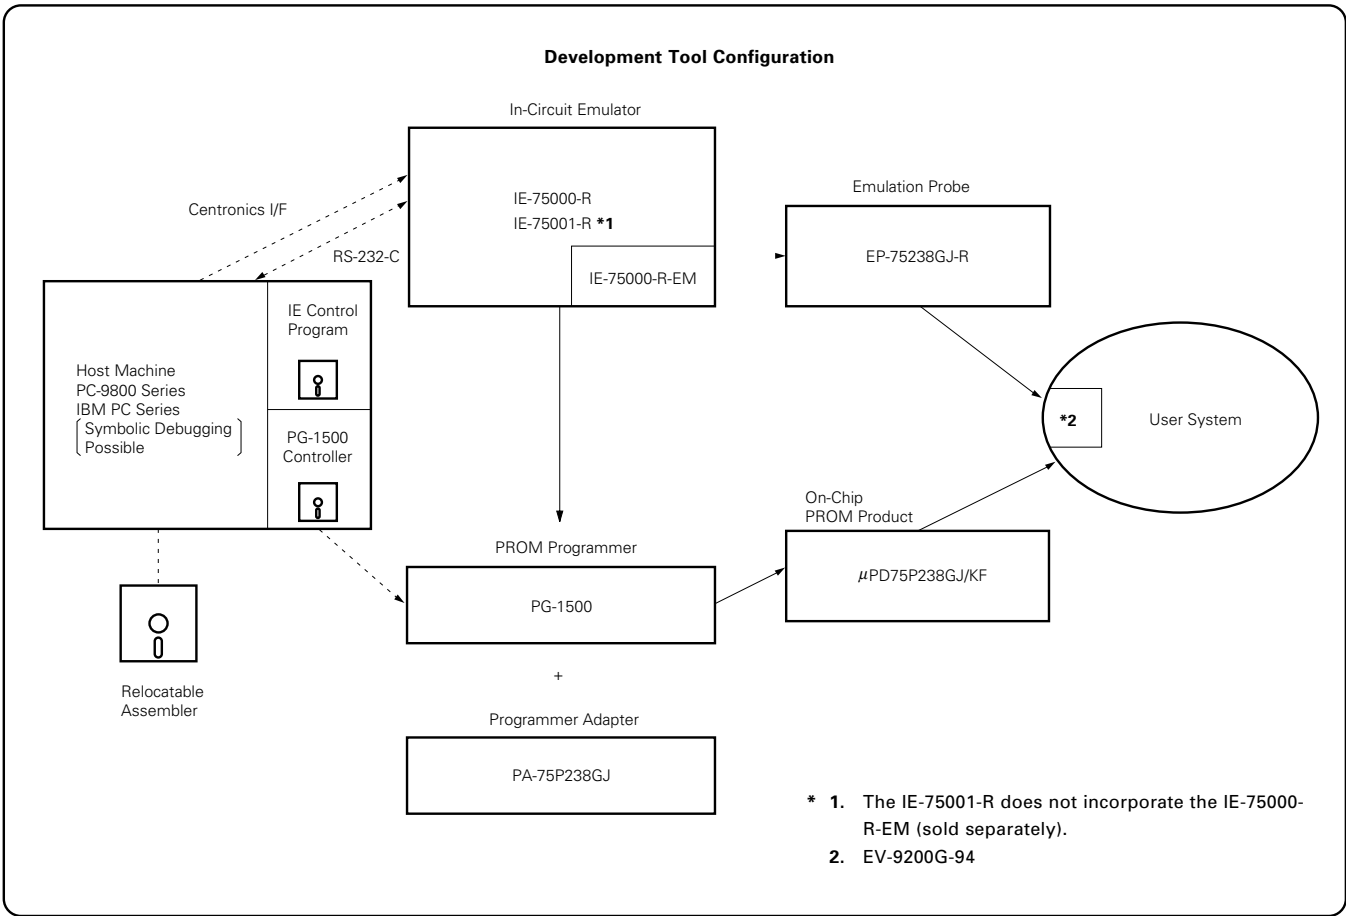 Development Tool Configuration
In-Circuit Emulator
IE-75000-R
IE-75001-R *1
IE-75000-R-EM
Centronics I/F
RS-232-C
Emulation Probe
EP-75238GJ-R
Host Machine
PC-9800 Series
IBM PC Series
Symbolic Debugging
Possible
IE Control
Program
PG-1500
Controller
*2
User System
On-Chip
PROM Product
µPD75P238GJ/KF
PROM Programmer
PG-1500
+
Relocatable
Assembler
Programmer Adapter
PA-75P238GJ
* 1. The IE-75001-R does not incorporate the IE-75000-
R-EM (sold separately).
2. EV-9200G-94